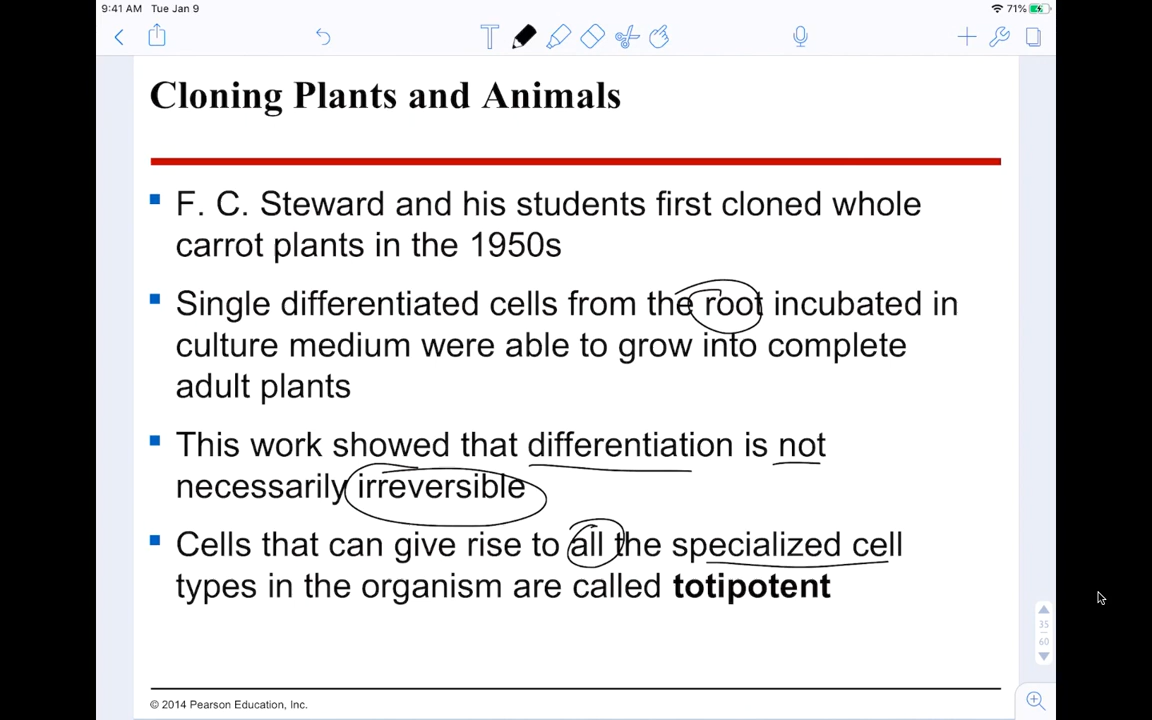 9:41 AM Tue Jan 9
71%
T
Cloning Plants and Animals
F. C. Steward and his students first cloned whole
carrot plants in the 1950s
Single differentiated cells from the root incubated in
culture medium were able to grow into complete
adult plants
This work showed that differentiation is not
necessarily irreversible
Cells that can give rise to all the specialized cell
types in the organism are called totipotent
35
60
© 2014 Pearson Education, Inc.